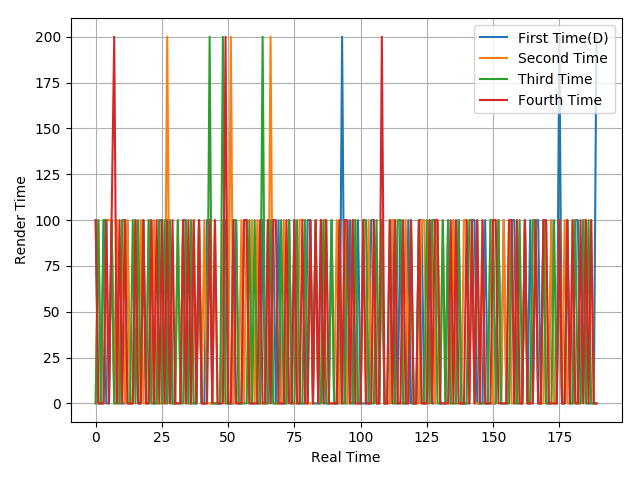 First Time(D)
Second Time
Third Time
Fourth Time
Render Time
200
175
150
125
100
75
50
25
0
0 25 50 75 100 125 150 175
Real Time